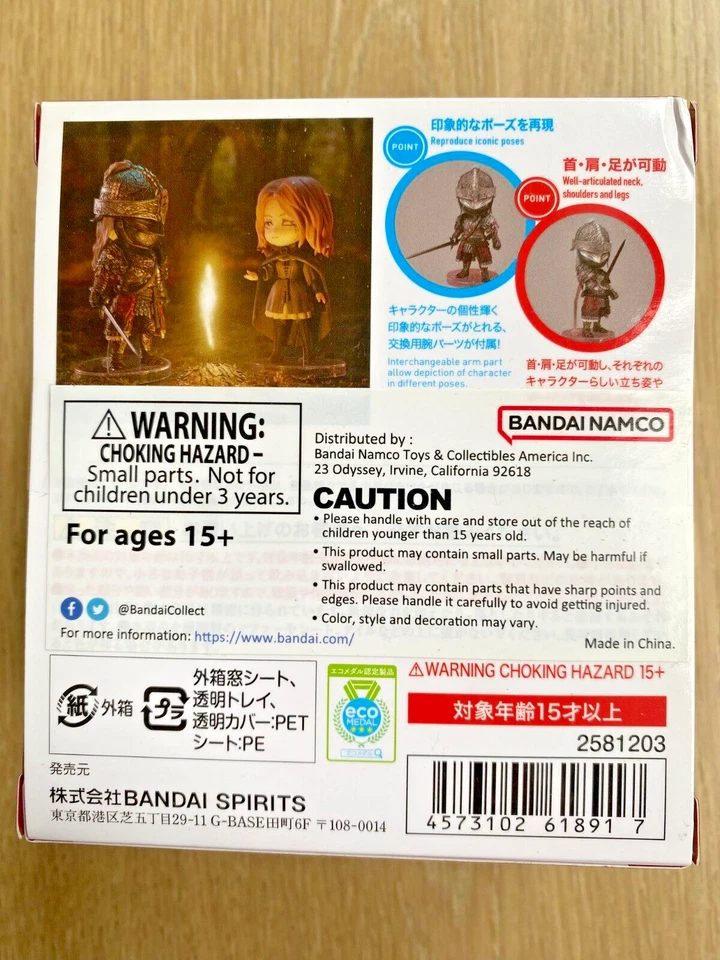 印象的なポーズを再現
POINT
Reproduce iconic poses
首・肩・足が可動
POINT
Well-articulated neck,
shoulders and legs
キャラクターの個性輝く
印象的なポーズがとれる、
交換用腕パーツが付属!
Interchangeable arm part
allow depiction of character
in different poses.
首・肩・足が可動し、それぞれの
キャラクターらしい立ち姿や
⚠WARNING:
CHOKING HAZARD –
Small parts. Not for
children under 3 years.
For ages 15+
@BandaiCollect
For more information: https://www.bandai.com/
BANDAI NAMCO
Distributed by :
Bandai Namco Toys & Collectibles America Inc.
23 Odyssey, Irvine, California 92618
CAUTION
• Please handle with care and store out of the reach of
children younger than 15 years old.
• This product may contain small parts. May be harmful if
swallowed.
• This product may contain parts that have sharp points and
edges. Please handle it carefully to avoid getting injured.
• Color, style and decoration may vary.
Made in China.
紙 外箱
プラ
外箱窓シート、
透明トレイ、
透明カバー:PET
シート:PE
エコメダル認定製品
eco
MEDAL
⚠WARNING CHOKING HAZARD 15+
対象年齢15才以上
2581203
発売元
株式会社BANDAI SPIRITS
東京都港区芝五丁目29-11 G-BASE田町6F 〒108-0014
4573102 61891 7